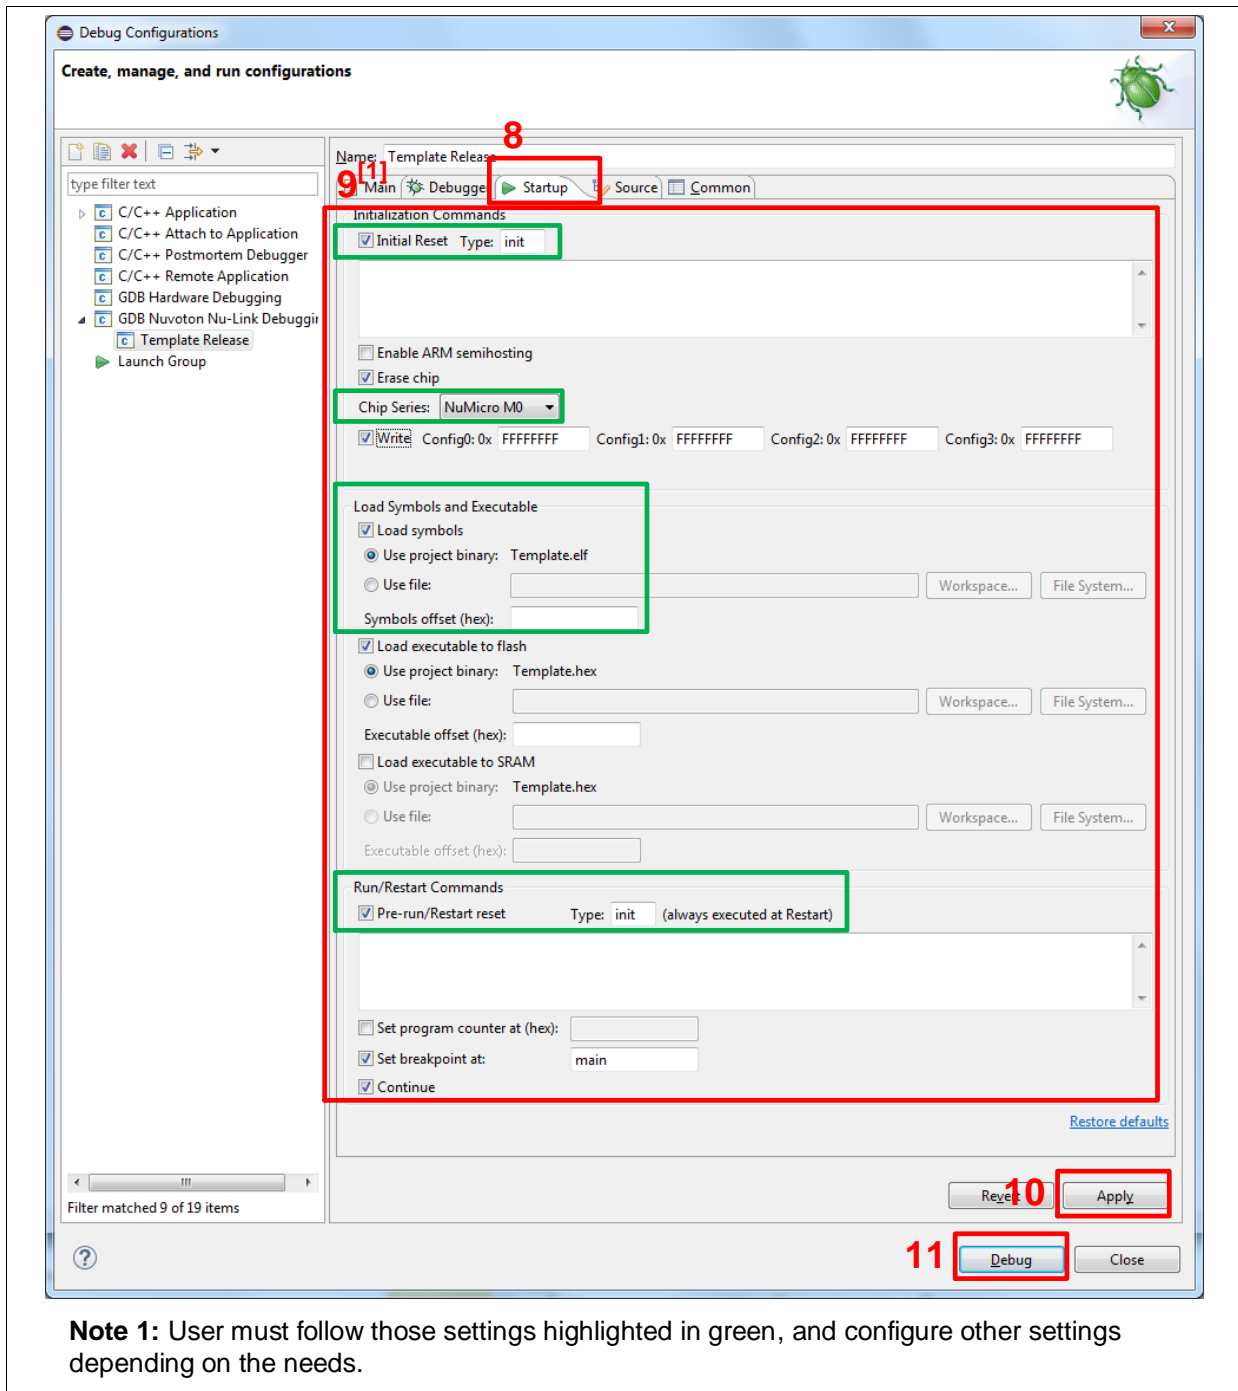 Debug Configurations
x
Create, manage, and run configurations
8
Name: Template Release
type filter text
9[1]
Main Debugger Startup Source Common
C/C++ Application
C/C++ Attach to Application
C/C++ Postmortem Debugger
C/C++ Remote Application
GDB Hardware Debugging
GDB Nuvoton Nu-Link Debuggin
Template Release
Launch Group
Initialization Commands
Initial Reset Type: init
Enable ARM semihosting
Erase chip
Chip Series: NuMicro M0
Write Config0: 0x FFFFFFFF Config1: 0x FFFFFFFF Config2: 0x FFFFFFFF Config3: 0x FFFFFFFF
Load Symbols and Executable
Load symbols
Use project binary: Template.elf
Use file: Workspace... File System...
Symbols offset (hex):
Load executable to flash
Use project binary: Template.hex
Use file: Workspace... File System...
Executable offset (hex):
Load executable to SRAM
Use project binary: Template.hex
Use file: Workspace... File System...
Executable offset (hex):
Run/Restart Commands
Pre-run/Restart reset Type: init (always executed at Restart)
Set program counter at (hex):
Set breakpoint at: main
Continue
Restore defaults
Filter matched 9 of 19 items
Revert 10 Apply
? 11 Debug Close
Note 1: User must follow those settings highlighted in green, and configure other settings
depending on the needs.